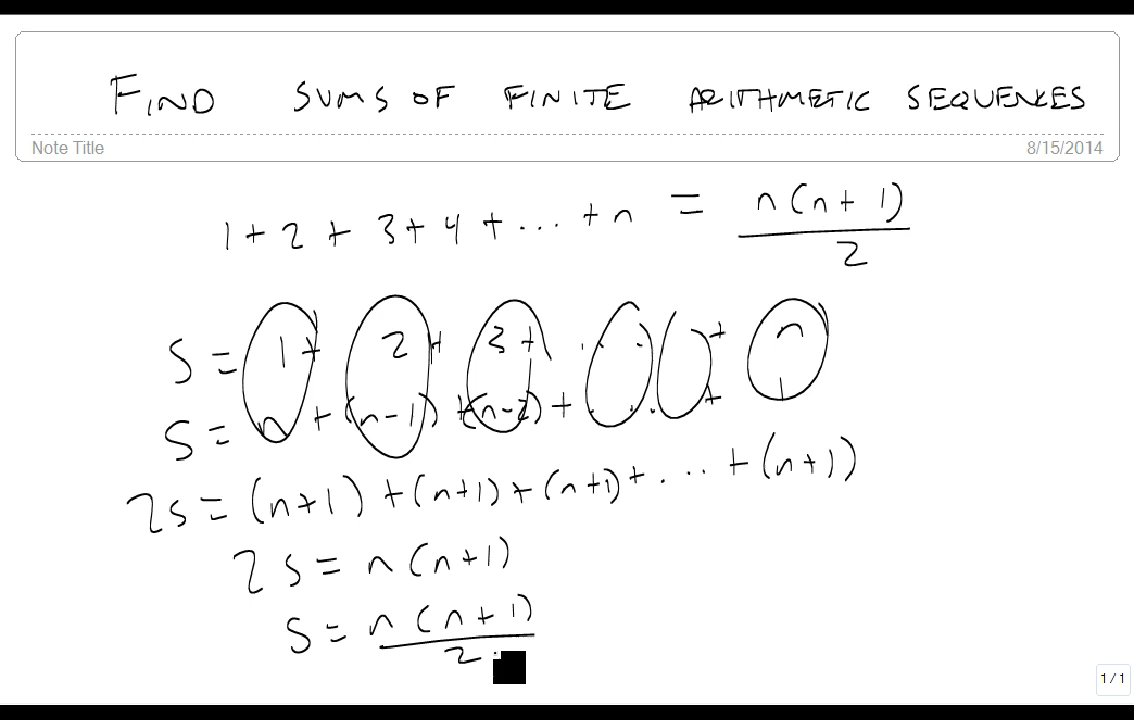 FIND SUMS OF FINITE ARITHMETIC SEQUENCES
Note Title 8/15/2014
1 + 2 + 3 + 4 + ... + n = n(n + 1)
2
S = 1 + 2 + 3 + ... + n
S = n + (n-1) + (n-2) + ... + 1
2S = (n+1) + (n+1) + (n+1) + ... + (n+1)
2S = n(n+1)
S = n(n+1)
2
1/1